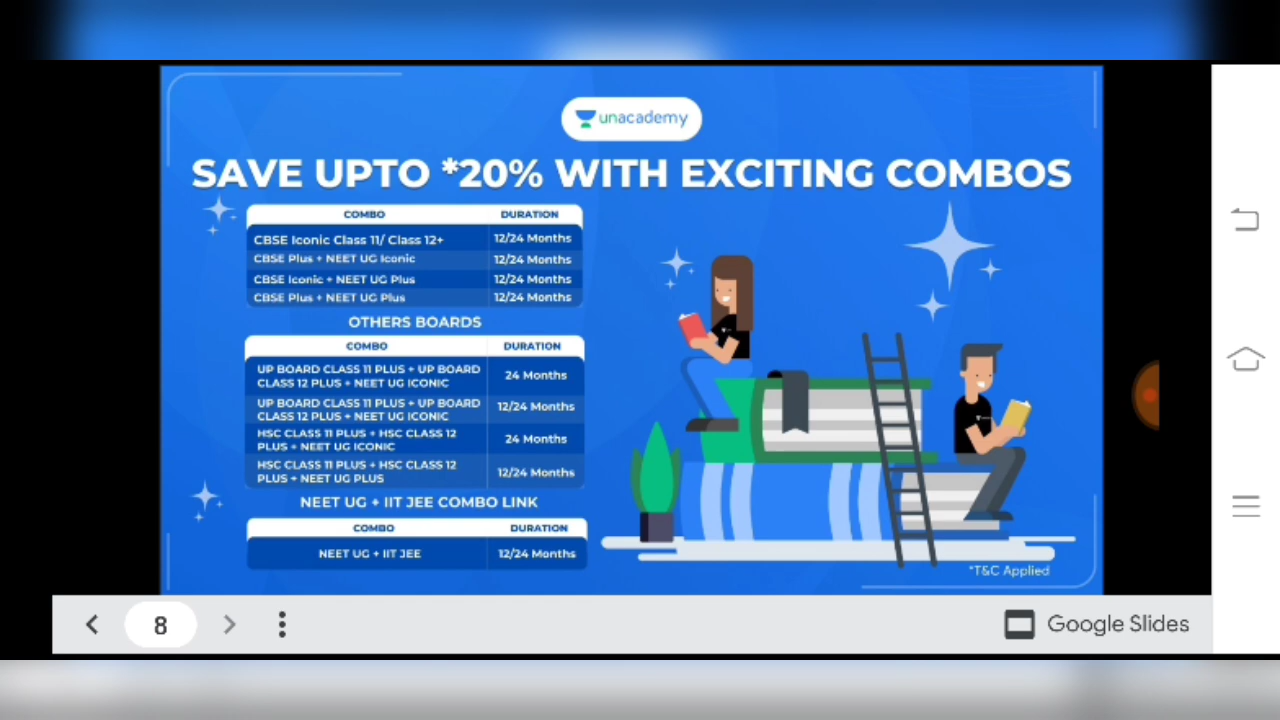 unacademy
SAVE UPTO *20% WITH EXCITING COMBOS
COMBO DURATION
CBSE Iconic Class 11/ Class 12+ 12/24 Months
CBSE Plus + NEET UG Iconic 12/24 Months
CBSE Iconic + NEET UG Plus 12/24 Months
CBSE Plus + NEET UG Plus 12/24 Months
OTHERS BOARDS
COMBO DURATION
UP BOARD CLASS 11 PLUS + UP BOARD
CLASS 12 PLUS + NEET UG ICONIC 24 Months
UP BOARD CLASS 11 PLUS + UP BOARD
CLASS 12 PLUS + NEET UG ICONIC 12/24 Months
HSC CLASS 11 PLUS + HSC CLASS 12
PLUS + NEET UG ICONIC 24 Months
HSC CLASS 11 PLUS + HSC CLASS 12
PLUS + NEET UG PLUS 12/24 Months
NEET UG + IIT JEE COMBO LINK
COMBO DURATION
NEET UG + IIT JEE 12/24 Months
*T&C Applied
8
Google Slides